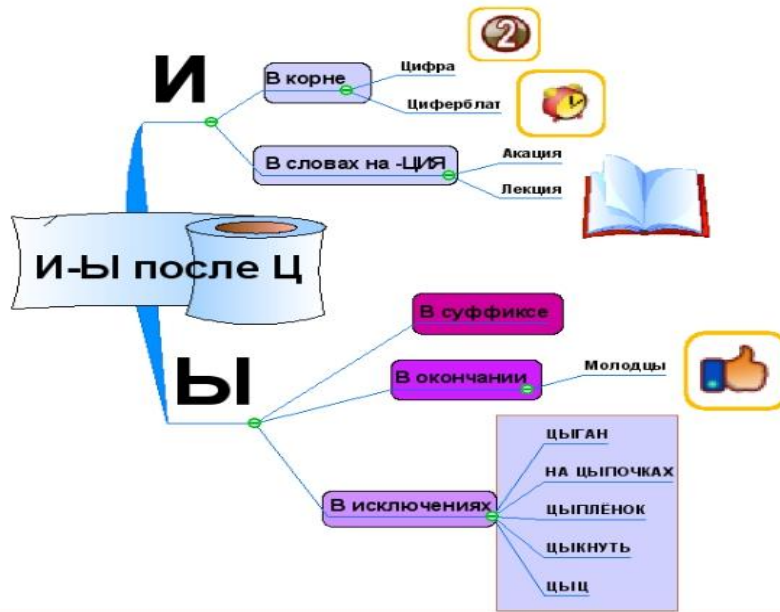 И
В корне
Цифра
Циферблат
2
В словах на -ЦИЯ
Акация
Лекция
И-Ы после Ц
Ы
В суффиксе
В окончании
Молодцы
В исключениях
ЦЫГАН
НА ЦЫПОЧКАХ
ЦЫПЛЁНОК
ЦЫКНУТЬ
ЦЫЦ